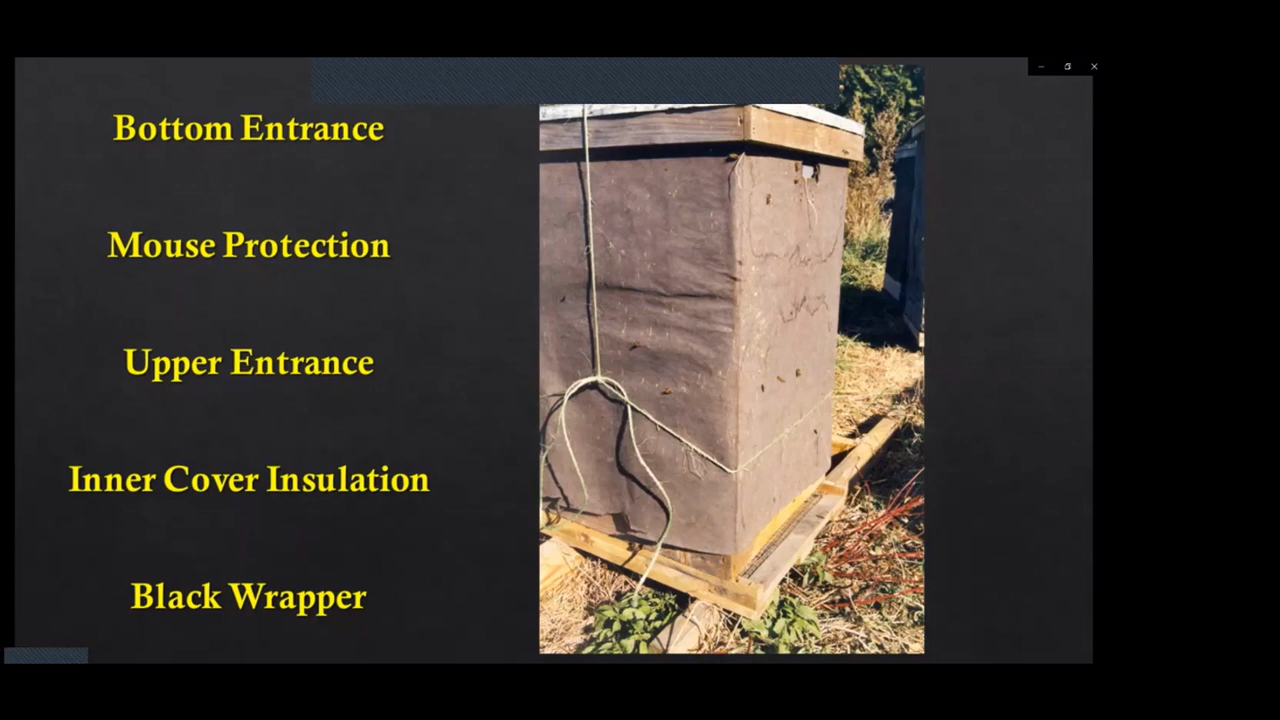 Bottom Entrance
Mouse Protection
Upper Entrance
Inner Cover Insulation
Black Wrapper